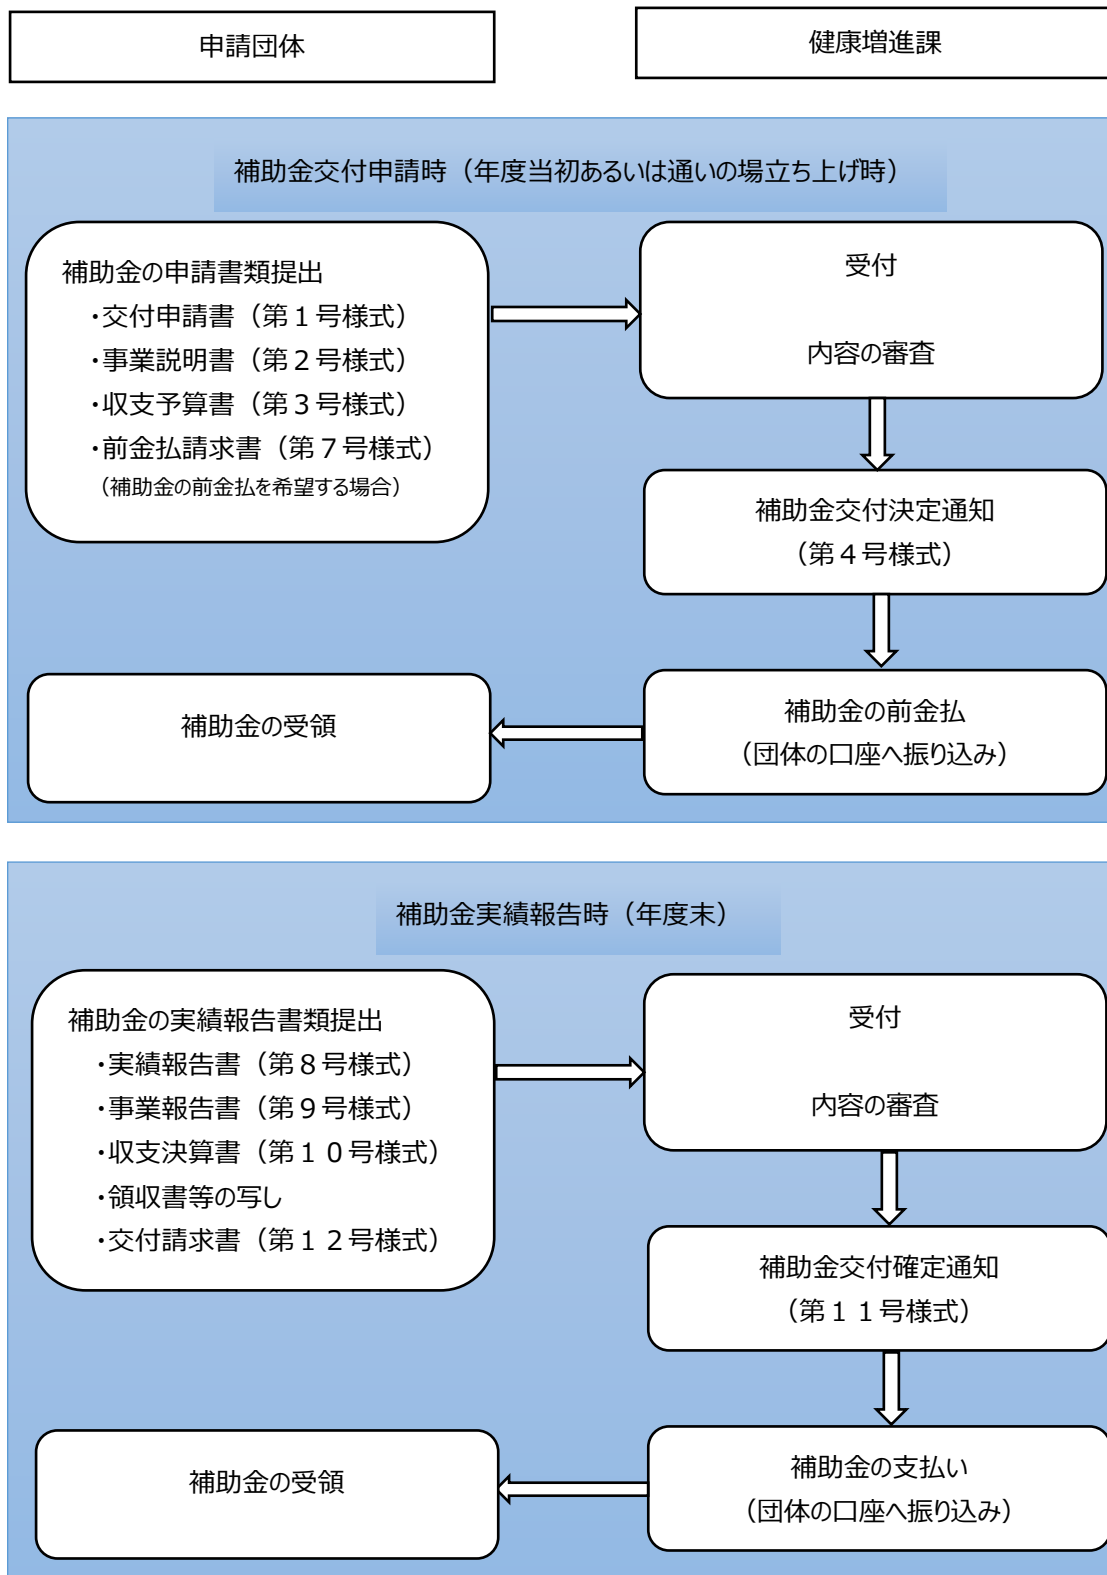 申請団体
健康増進課
補助金交付申請時（年度当初あるいは通いの場立ち上げ時）
補助金の申請書類提出
・交付申請書（第１号様式）
・事業説明書（第２号様式）
・収支予算書（第３号様式）
・前金払請求書（第７号様式）
（補助金の前金払を希望する場合）
受付
内容の審査
補助金交付決定通知
（第４号様式）
補助金の前金払
（団体の口座へ振り込み）
補助金の受領
補助金実績報告時（年度末）
補助金の実績報告書類提出
・実績報告書（第８号様式）
・事業報告書（第９号様式）
・収支決算書（第１０号様式）
・領収書等の写し
・交付請求書（第１２号様式）
受付
内容の審査
補助金交付確定通知
（第１１号様式）
補助金の支払い
（団体の口座へ振り込み）
補助金の受領